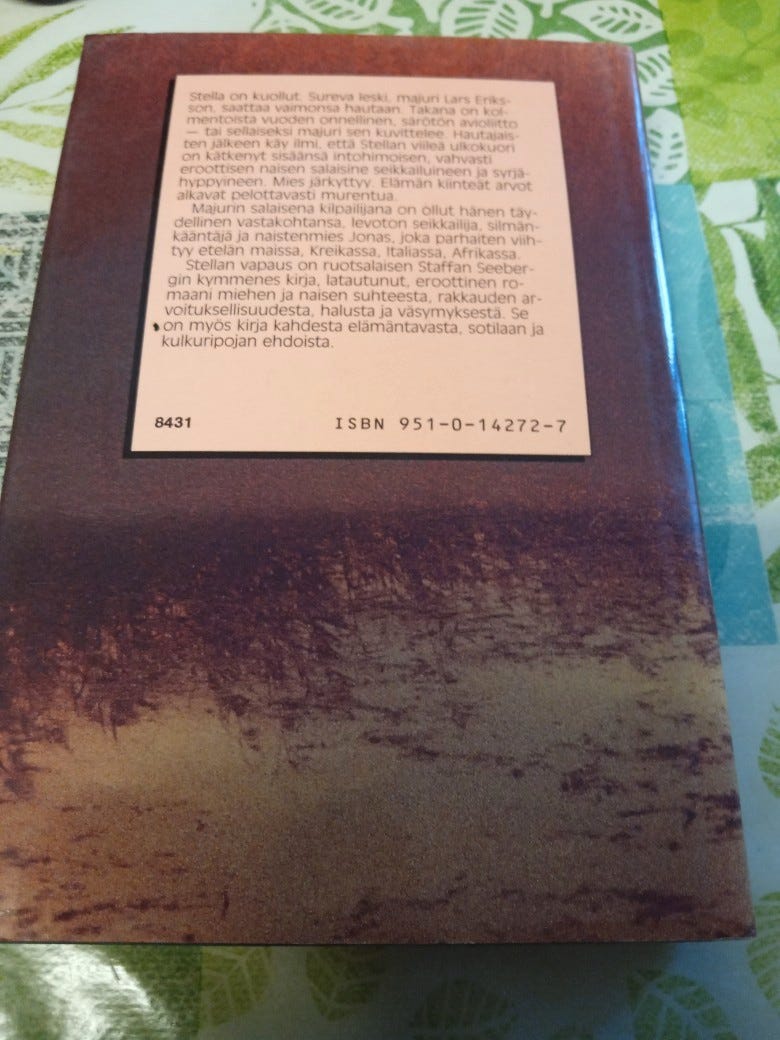 Stella on kuollut. Sureva leski, majuri Lars Eriks-
son, saattaa vaimonsa hautaan. Takana on kol-
mentoista vuoden onnellinen, särötön avioliitto
— tai sellaiseksi majuri sen kuvittelee. Hautajais-
ten jälkeen käy ilmi, että Stellan viileä ulkokuori
on kätkenyt sisäänsä intohimoisen, vahvasti
eroottisen naisen salaisine seikkailuineen ja syrjä-
hyppyineen. Mies järkyttyy. Elämän kiinteät arvot
alkavat pelottavasti murentua.
Majurin salaisena kilpailijana on ollut hänen täy-
dellinen vastakohtansa, levoton seikkailija, silmän-
kääntäjä ja naistenmies Jonas, joka parhaiten viih-
tyy etelän maissa, Kreikassa, Italiassa, Afrikassa.
Stellan vapaus on ruotsalaisen Staffan Seeber-
gin kymmenes kirja, latautunut, eroottinen ro-
maani miehen ja naisen suhteesta, rakkauden ar-
voituksellisuudesta, halusta ja väsymyksestä. Se
on myös kirja kahdesta elämäntavasta, sotilaan ja
kulkuripojan ehdoista.
8431 ISBN 951-0-14272-7